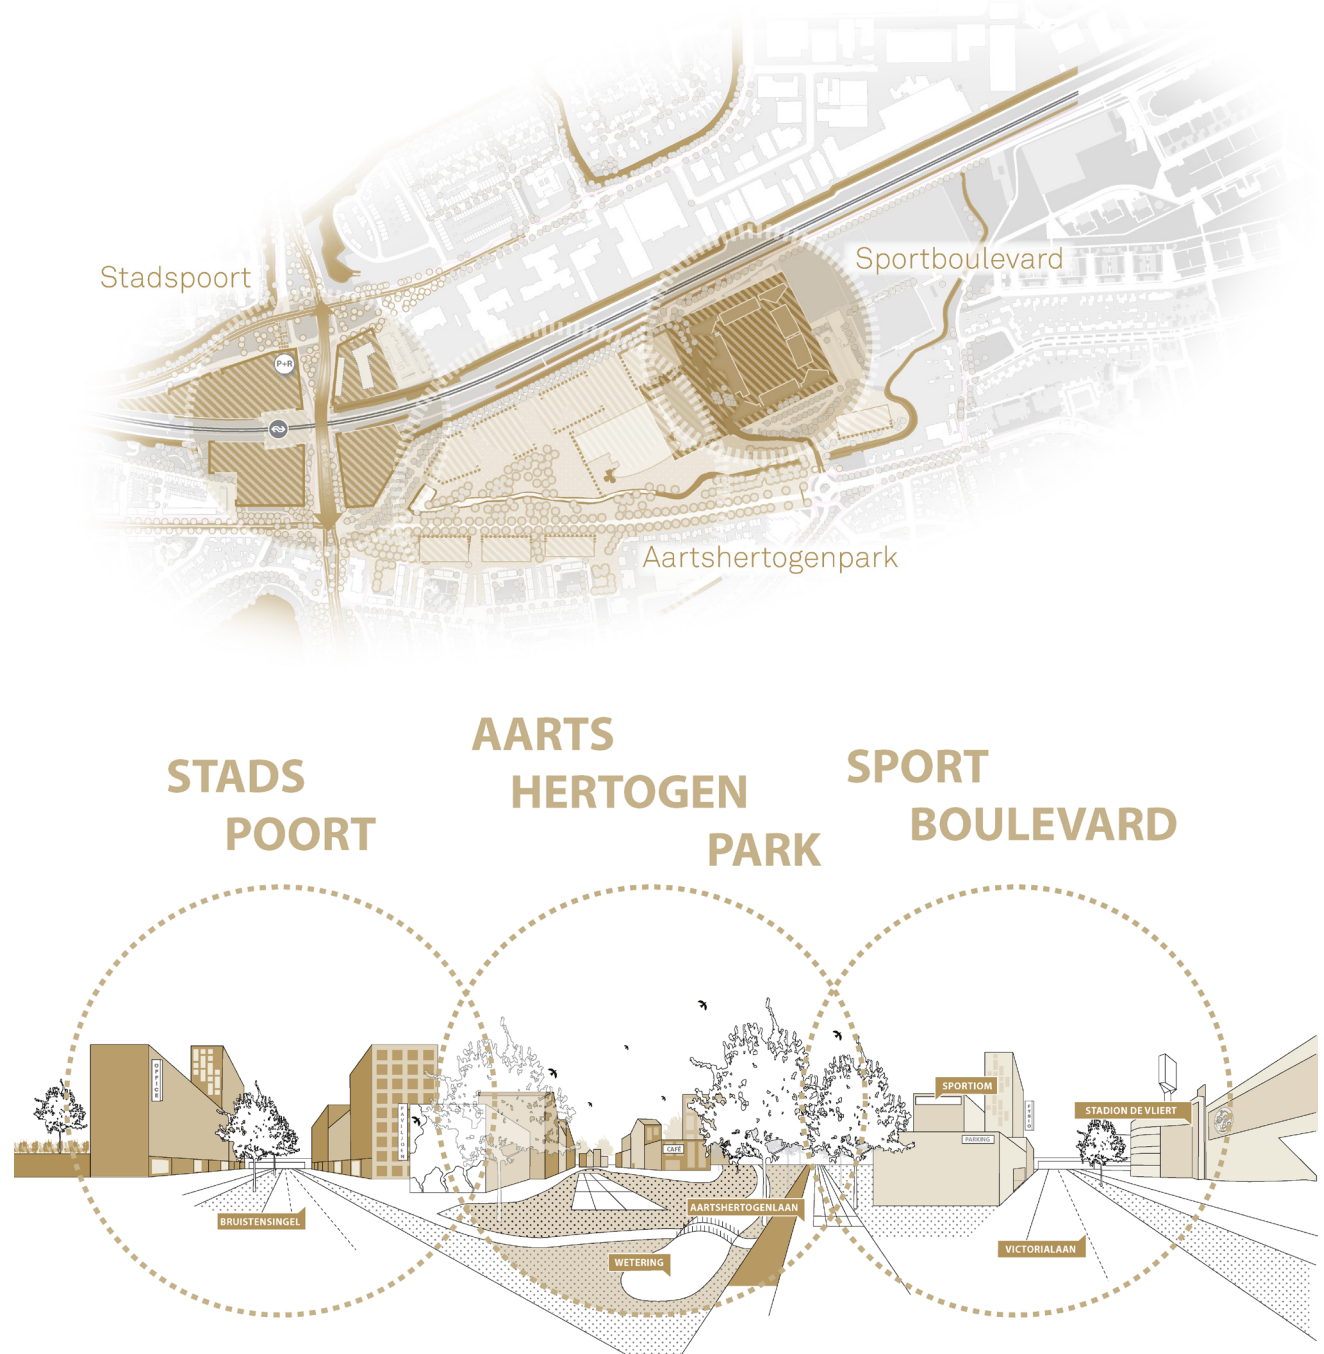 Sportboulevard
Stadspoort
P+R
Aartshertogenpark
AARTS
HERTOGEN
PARK
STADS
POORT
SPORT
BOULEVARD
OFFICE
PAVILJOEN
CAFÉ
SPORTIOM
PARKING
STADION DE VLIERT
BRUISTENSINGEL
AARTSHERTOGENLAAN
WETERING
VICTORIALAAN